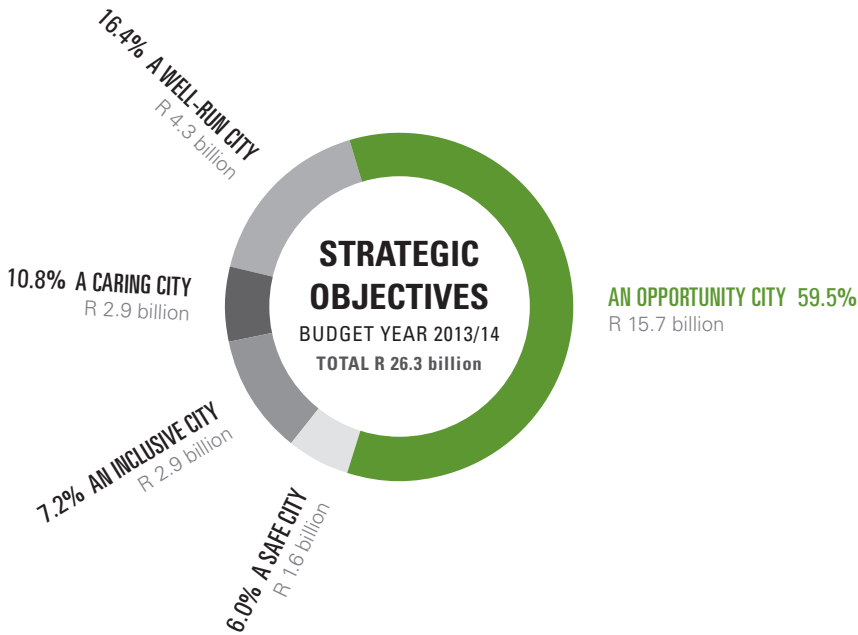 16.4% A WELL-RUN CITY
R 4.3 billion
10.8% A CARING CITY
R 2.9 billion
7.2% AN INCLUSIVE CITY
R 2.9 billion
6.0% A SAFE CITY
R 1.6 billion
STRATEGIC
OBJECTIVES
BUDGET YEAR 2013/14
TOTAL R 26.3 billion
AN OPPORTUNITY CITY 59.5%
R 15.7 billion